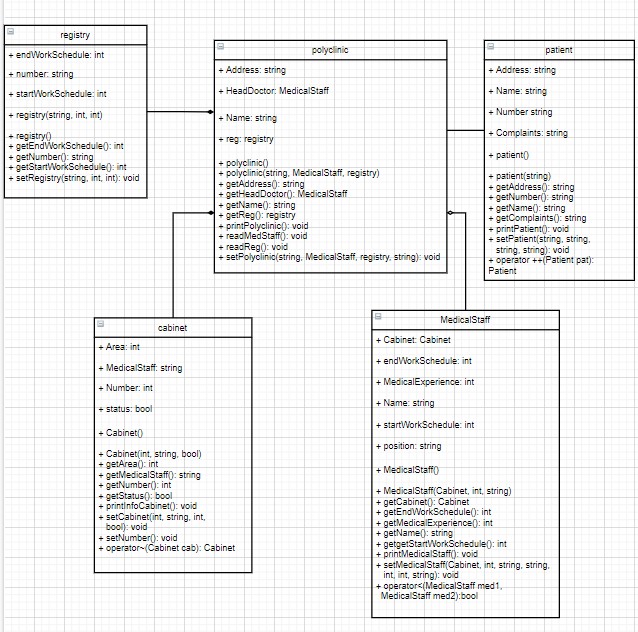 registry
+ endWorkSchedule: int
+ number: string
+ startWorkSchedule: int
+ registry(string, int, int)
+ registry()
+ getEndWorkSchedule(): int
+ getNumber(): string
+ getStartWorkSchedule(): int
+ setRegistry(string, int, int): void
polyclinic
+ Address: string
+ HeadDoctor: MedicalStaff
+ Name: string
+ reg: registry
+ polyclinic()
+ polyclinic(string, MedicalStaff, registry)
+ getAddress(): string
+ getHeadDoctor(): MedicalStaff
+ getName(): string
+ getReg(): registry
+ printPolyclinic(): void
+ readMedStaff(): void
+ readReg(): void
+ setPolyclinic(string, MedicalStaff, registry, string): void
patient
+ Address: string
+ Name: string
+ Number string
+ Complaints: string
+ patient()
+ patient(string)
+ getAddress(): string
+ getNumber(): string
+ getName(): string
+ getComplaints(): string
+ printPatient(): void
+ setPatient(string, string,
string, string): void
+ operator ++(Patient pat):
Patient
cabinet
+ Area: int
+ MedicalStaff: string
+ Number: int
+ status: bool
+ Cabinet()
+ Cabinet(int, string, bool)
+ getArea(): int
+ getMedicalStaff(): string
+ getNumber(): int
+ getStatus(): bool
+ printInfoCabinet(): void
+ setCabinet(int, string, int,
bool): void
+ setNumber(): void
+ operator~(Cabinet cab): Cabinet
MedicalStaff
+ Cabinet: Cabinet
+ endWorkSchedule: int
+ MedicalExperience: int
+ Name: string
+ startWorkSchedule: int
+ position: string
+ MedicalStaff()
+ MedicalStaff(Cabinet, int, string)
+ getCabinet(): Cabinet
+ getEndWorkSchedule(): int
+ getMedicalExperience(): int
+ getName(): string
+ getgetStartWorkSchedule(): int
+ printMedicalStaff(): void
+ setMedicalStaff(Cabinet, int, string, string,
int, int, string): void
+ operator<(MedicalStaff med1,
MedicalStaff med2):bool